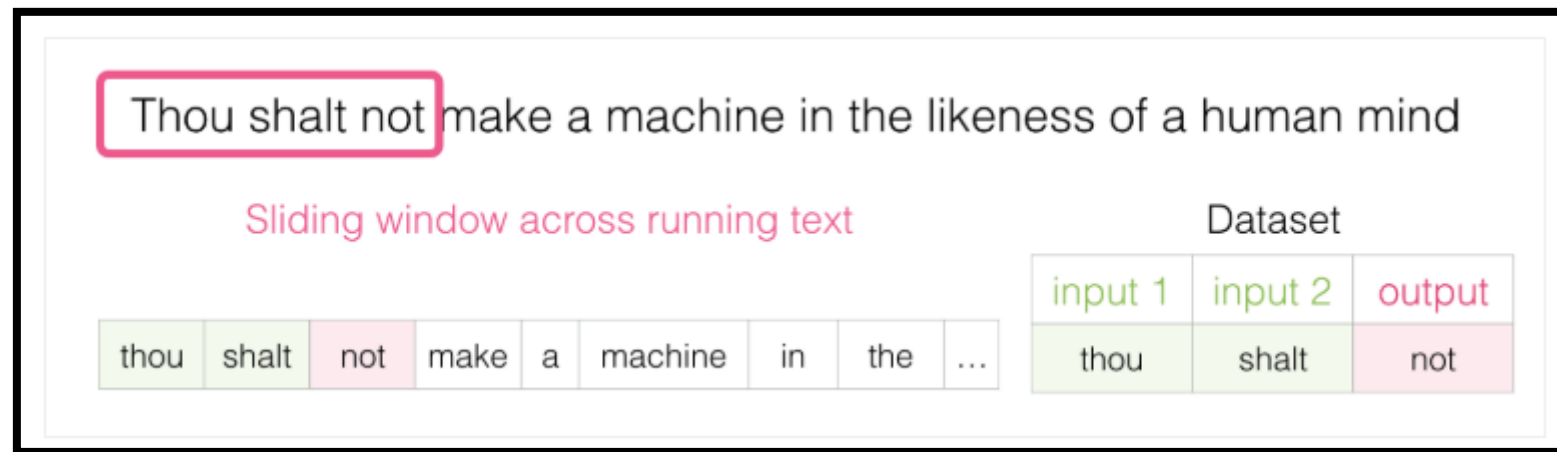 Thou shalt not make a machine in the likeness of a human mind
Sliding window across running text
Dataset
input 1 input 2 output
thou shalt not make a machine in the ...
thou shalt not